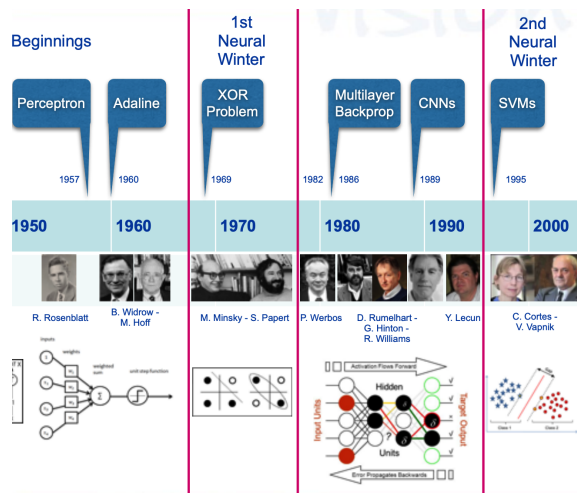 Beginnings
1st
Neural
Winter
2nd
Neural
Winter
Perceptron
Adaline
XOR
Problem
Multilayer
Backprop
CNNs
SVMs
1957
1960
1969
1982
1986
1989
1995
1950
1960
1970
1980
1990
2000
R. Rosenblatt
B. Widrow -
M. Hoff
M. Minsky - S. Papert
P. Werbos
D. Rumelhart -
G. Hinton -
R. Williams
Y. Lecun
C. Cortes -
V. Vapnik
Inputs
weights
weighted
sum
unit step function
Σ
Activation Flows Forward
Input Units
Hidden
?
Units
Target Output
Error Propagates Backwards
Class 1
Class 2